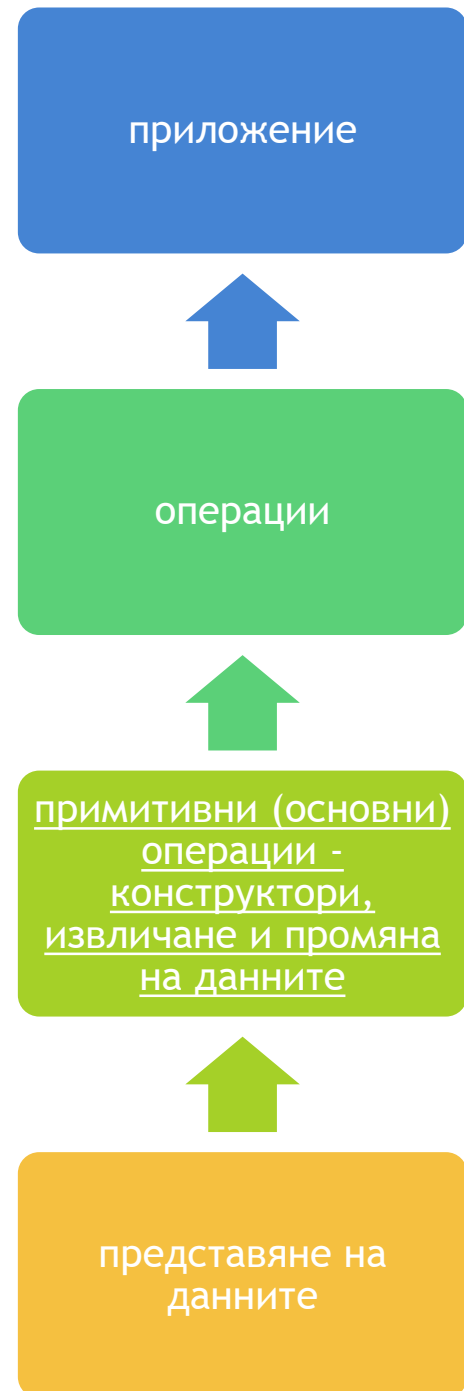 приложение
операции
примитивни (основни)
операции -
конструктори,
извличане и промяна
на данните
представяне на
данните